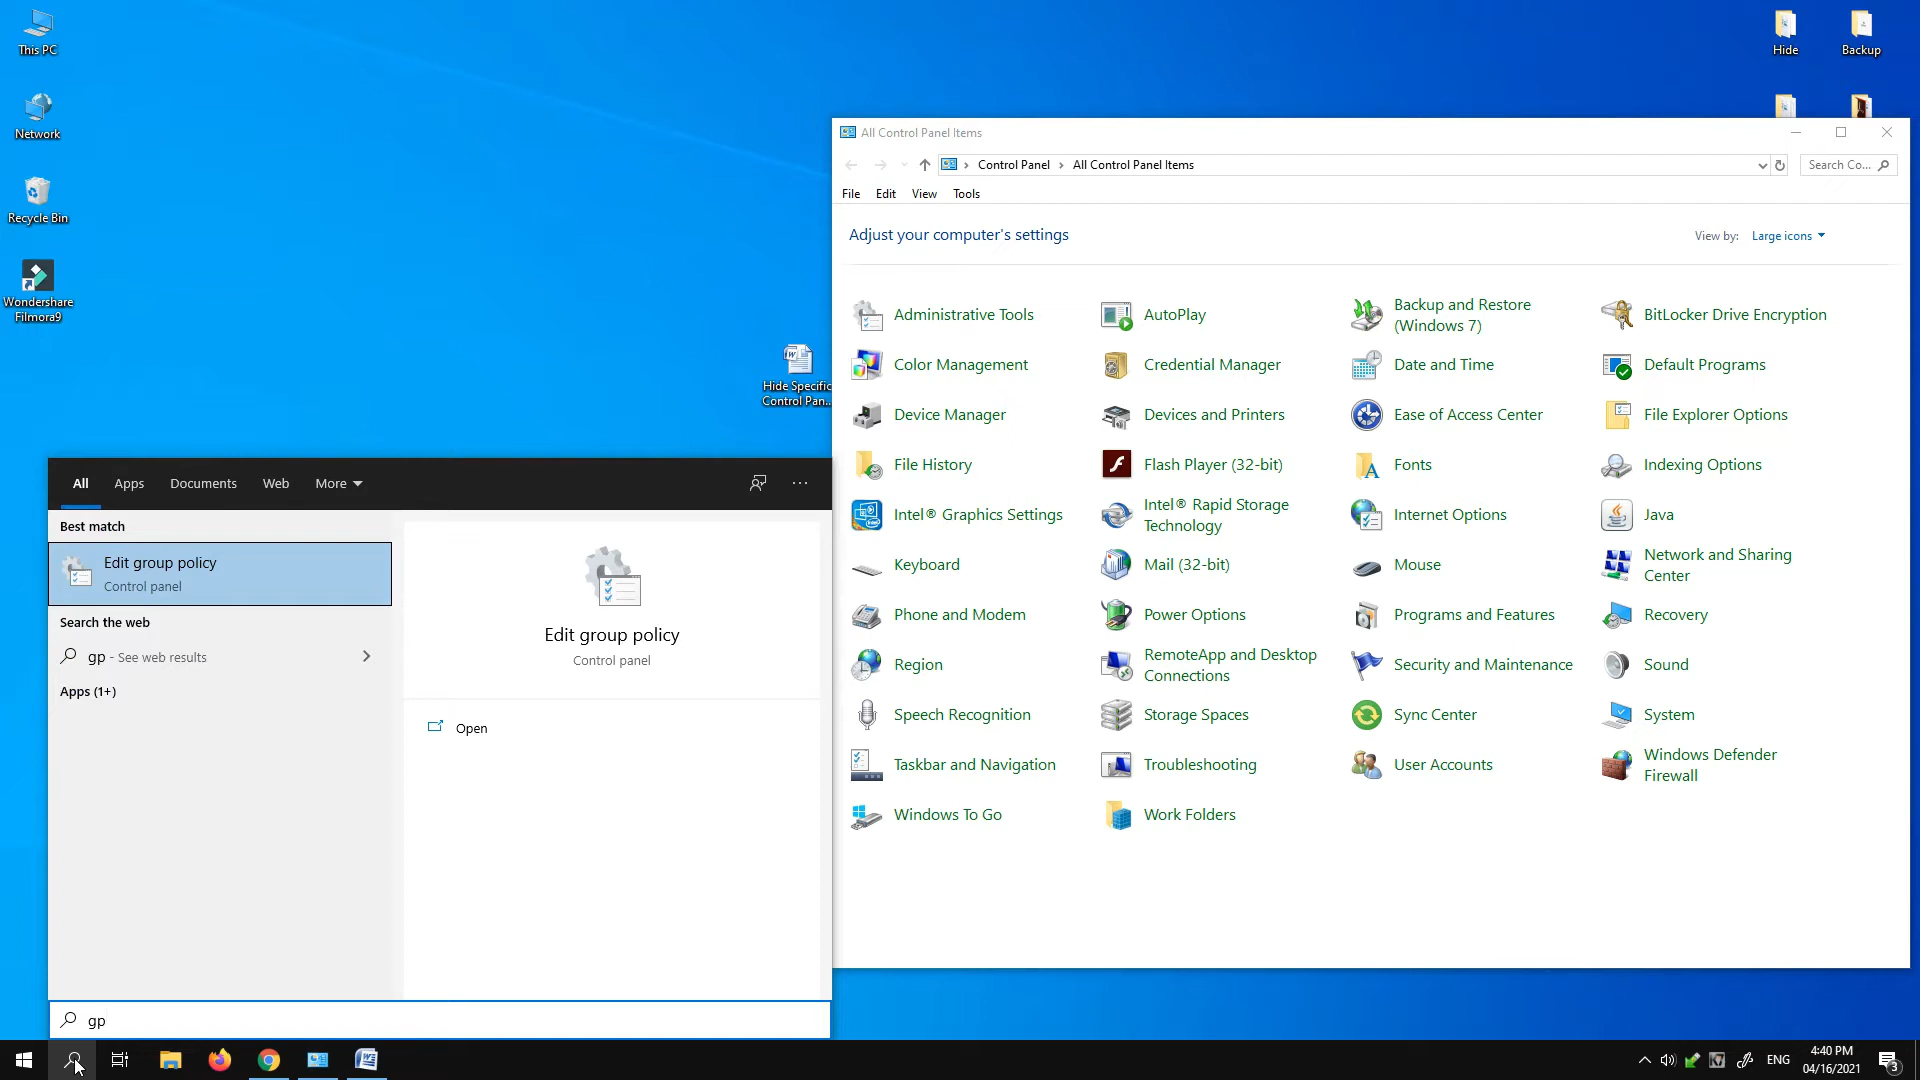 This PC
Network
Recycle Bin
Wondershare
Filmora9
Hide
Backup
Hide Specific
Control Pan...
All Control Panel Items
Control Panel > All Control Panel Items
Search Co...
File Edit View Tools
Adjust your computer's settings
View by: Large icons
Administrative Tools
AutoPlay
Backup and Restore
(Windows 7)
BitLocker Drive Encryption
Color Management
Credential Manager
Date and Time
Default Programs
Device Manager
Devices and Printers
Ease of Access Center
File Explorer Options
File History
Flash Player (32-bit)
Fonts
Indexing Options
Intel® Graphics Settings
Intel® Rapid Storage
Technology
Internet Options
Java
Keyboard
Mail (32-bit)
Mouse
Network and Sharing
Center
Phone and Modem
Power Options
Programs and Features
Recovery
Region
RemoteApp and Desktop
Connections
Security and Maintenance
Sound
Speech Recognition
Storage Spaces
Sync Center
System
Taskbar and Navigation
Troubleshooting
User Accounts
Windows Defender
Firewall
Windows To Go
Work Folders
All Apps Documents Web More
Best match
Edit group policy
Control panel
Search the web
gp - See web results
Apps (1+)
Edit group policy
Control panel
Open
gp
ENG
4:40 PM
04/16/2021
3